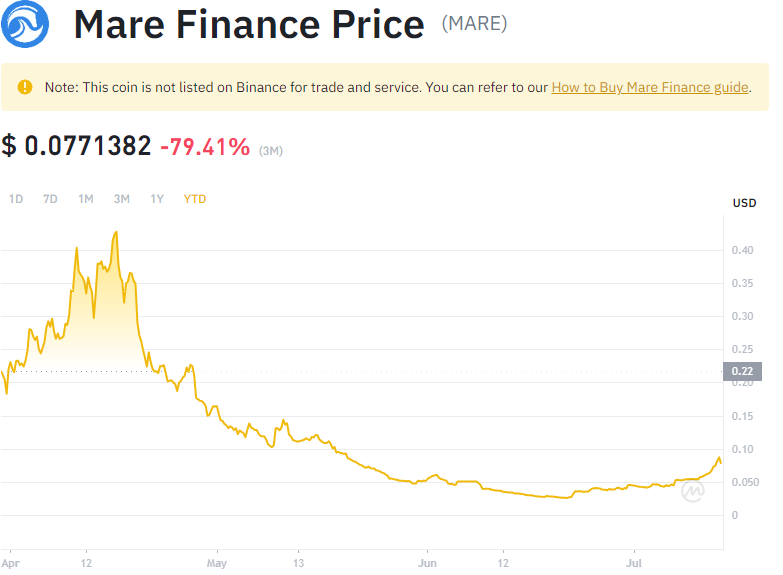 Mare Finance Price (MARE)
Note: This coin is not listed on Binance for trade and service. You can refer to our How to Buy Mare Finance guide.
$ 0.0771382 -79.41% (3M)
1D 7D 1M 3M 1Y YTD
USD
0.40
0.35
0.30
0.25
0.22
0.20
0.15
0.10
0.050
0
Apr 12 May 13 Jun 12 Jul